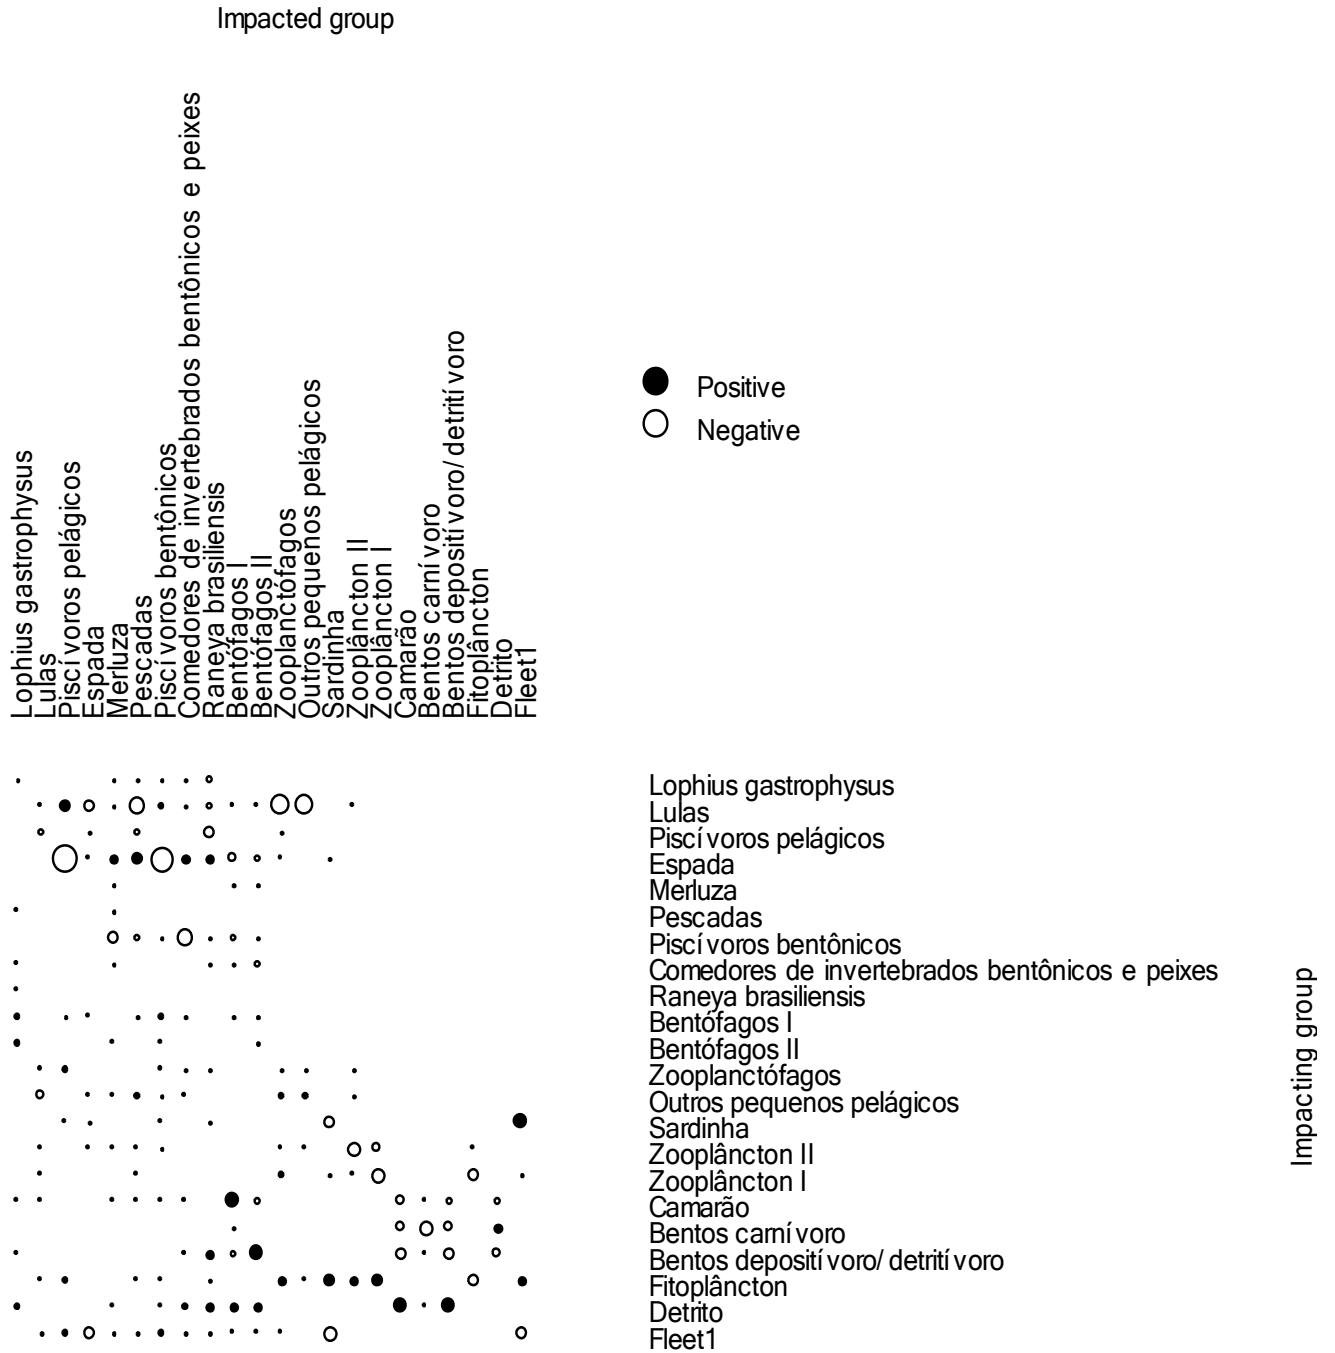 Impacted group
Lophius gastrophysus
Lulas
Piscívoros pelágicos
Espada
Merluza
Pescadas
Piscívoros bentônicos
Comedores de invertebrados bentônicos e peixes
Raneya brasiliensis
Bentófagos I
Bentófagos II
Zooplanctófagos
Outros pequenos pelágicos
Sardinha
Zooplâncton II
Zooplâncton I
Camarão
Bentos carnívoro
Bentos depositívoro/ detritívoro
Fitoplâncton
Detrito
Fleet1
Positive
Negative
Lophius gastrophysus
Lulas
Piscívoros pelágicos
Espada
Merluza
Pescadas
Piscívoros bentônicos
Comedores de invertebrados bentônicos e peixes
Raneya brasiliensis
Bentófagos I
Bentófagos II
Zooplanctófagos
Outros pequenos pelágicos
Sardinha
Zooplâncton II
Zooplâncton I
Camarão
Bentos carnívoro
Bentos depositívoro/ detritívoro
Fitoplâncton
Detrito
Fleet1
Impacting group